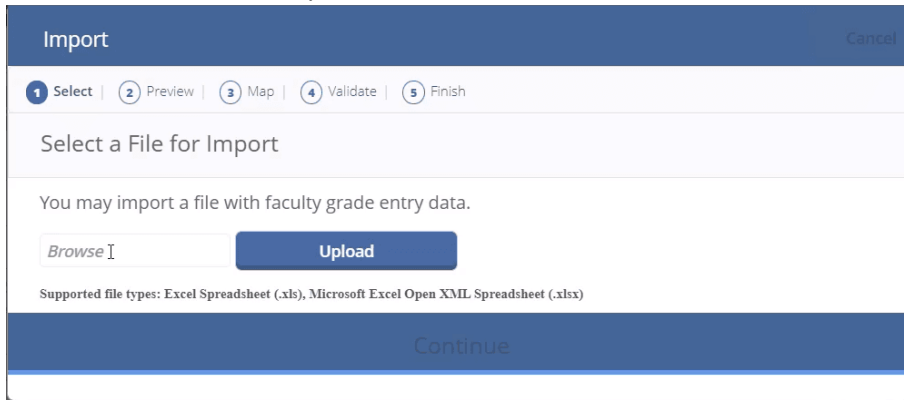 Import Cancel
1 Select | 2 Preview | 3 Map | 4 Validate | 5 Finish
Select a File for Import
You may import a file with faculty grade entry data.
Browse Upload
Supported file types: Excel Spreadsheet (.xls), Microsoft Excel Open XML Spreadsheet (.xlsx)
Continue